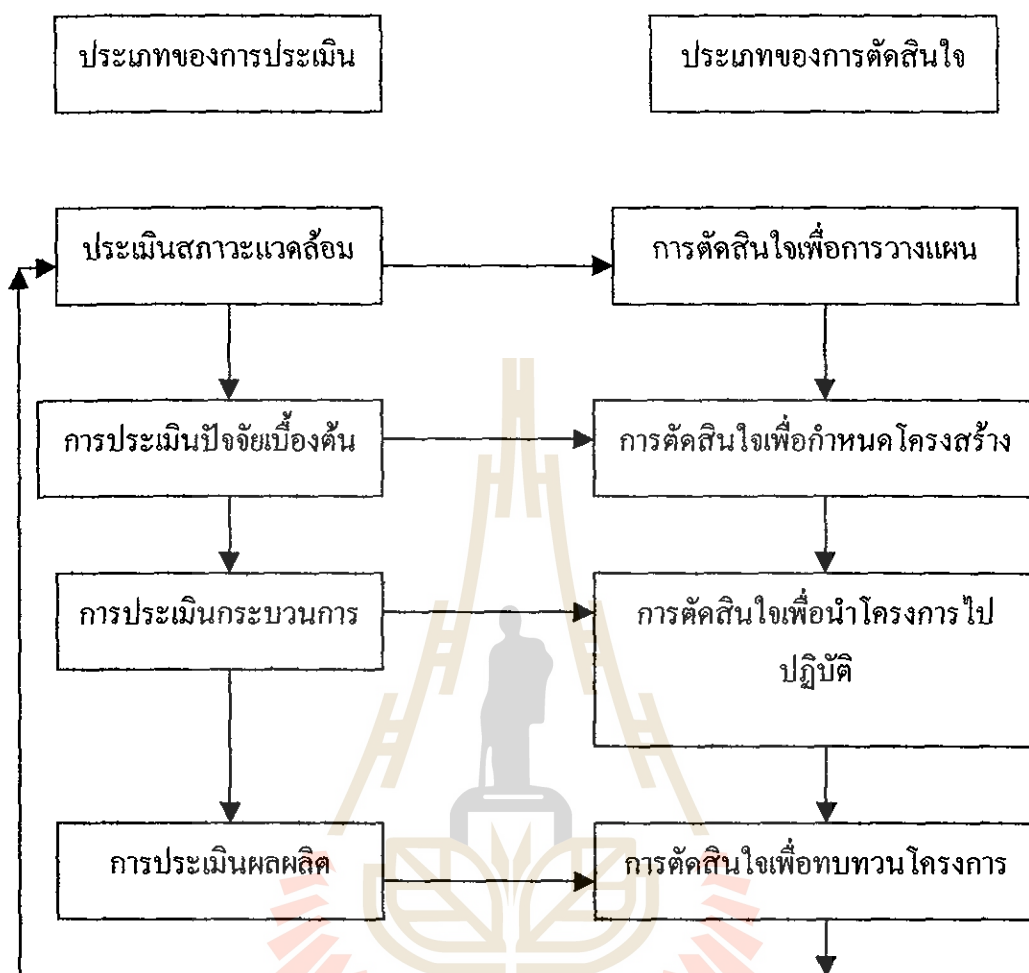 ประเภทของการประเมิน
ประเภทของการตัดสินใจ
ประเมินสภาวะแวดล้อม
การตัดสินใจเพื่อการวางแผน
การประเมินปัจจัยเบื้องต้น
การตัดสินใจเพื่อกำหนดโครงสร้าง
การประเมินกระบวนการ
การตัดสินใจเพื่อนำโครงการไป
ปฏิบัติ
การประเมินผลผลิต
การตัดสินใจเพื่อทบทวนโครงการ